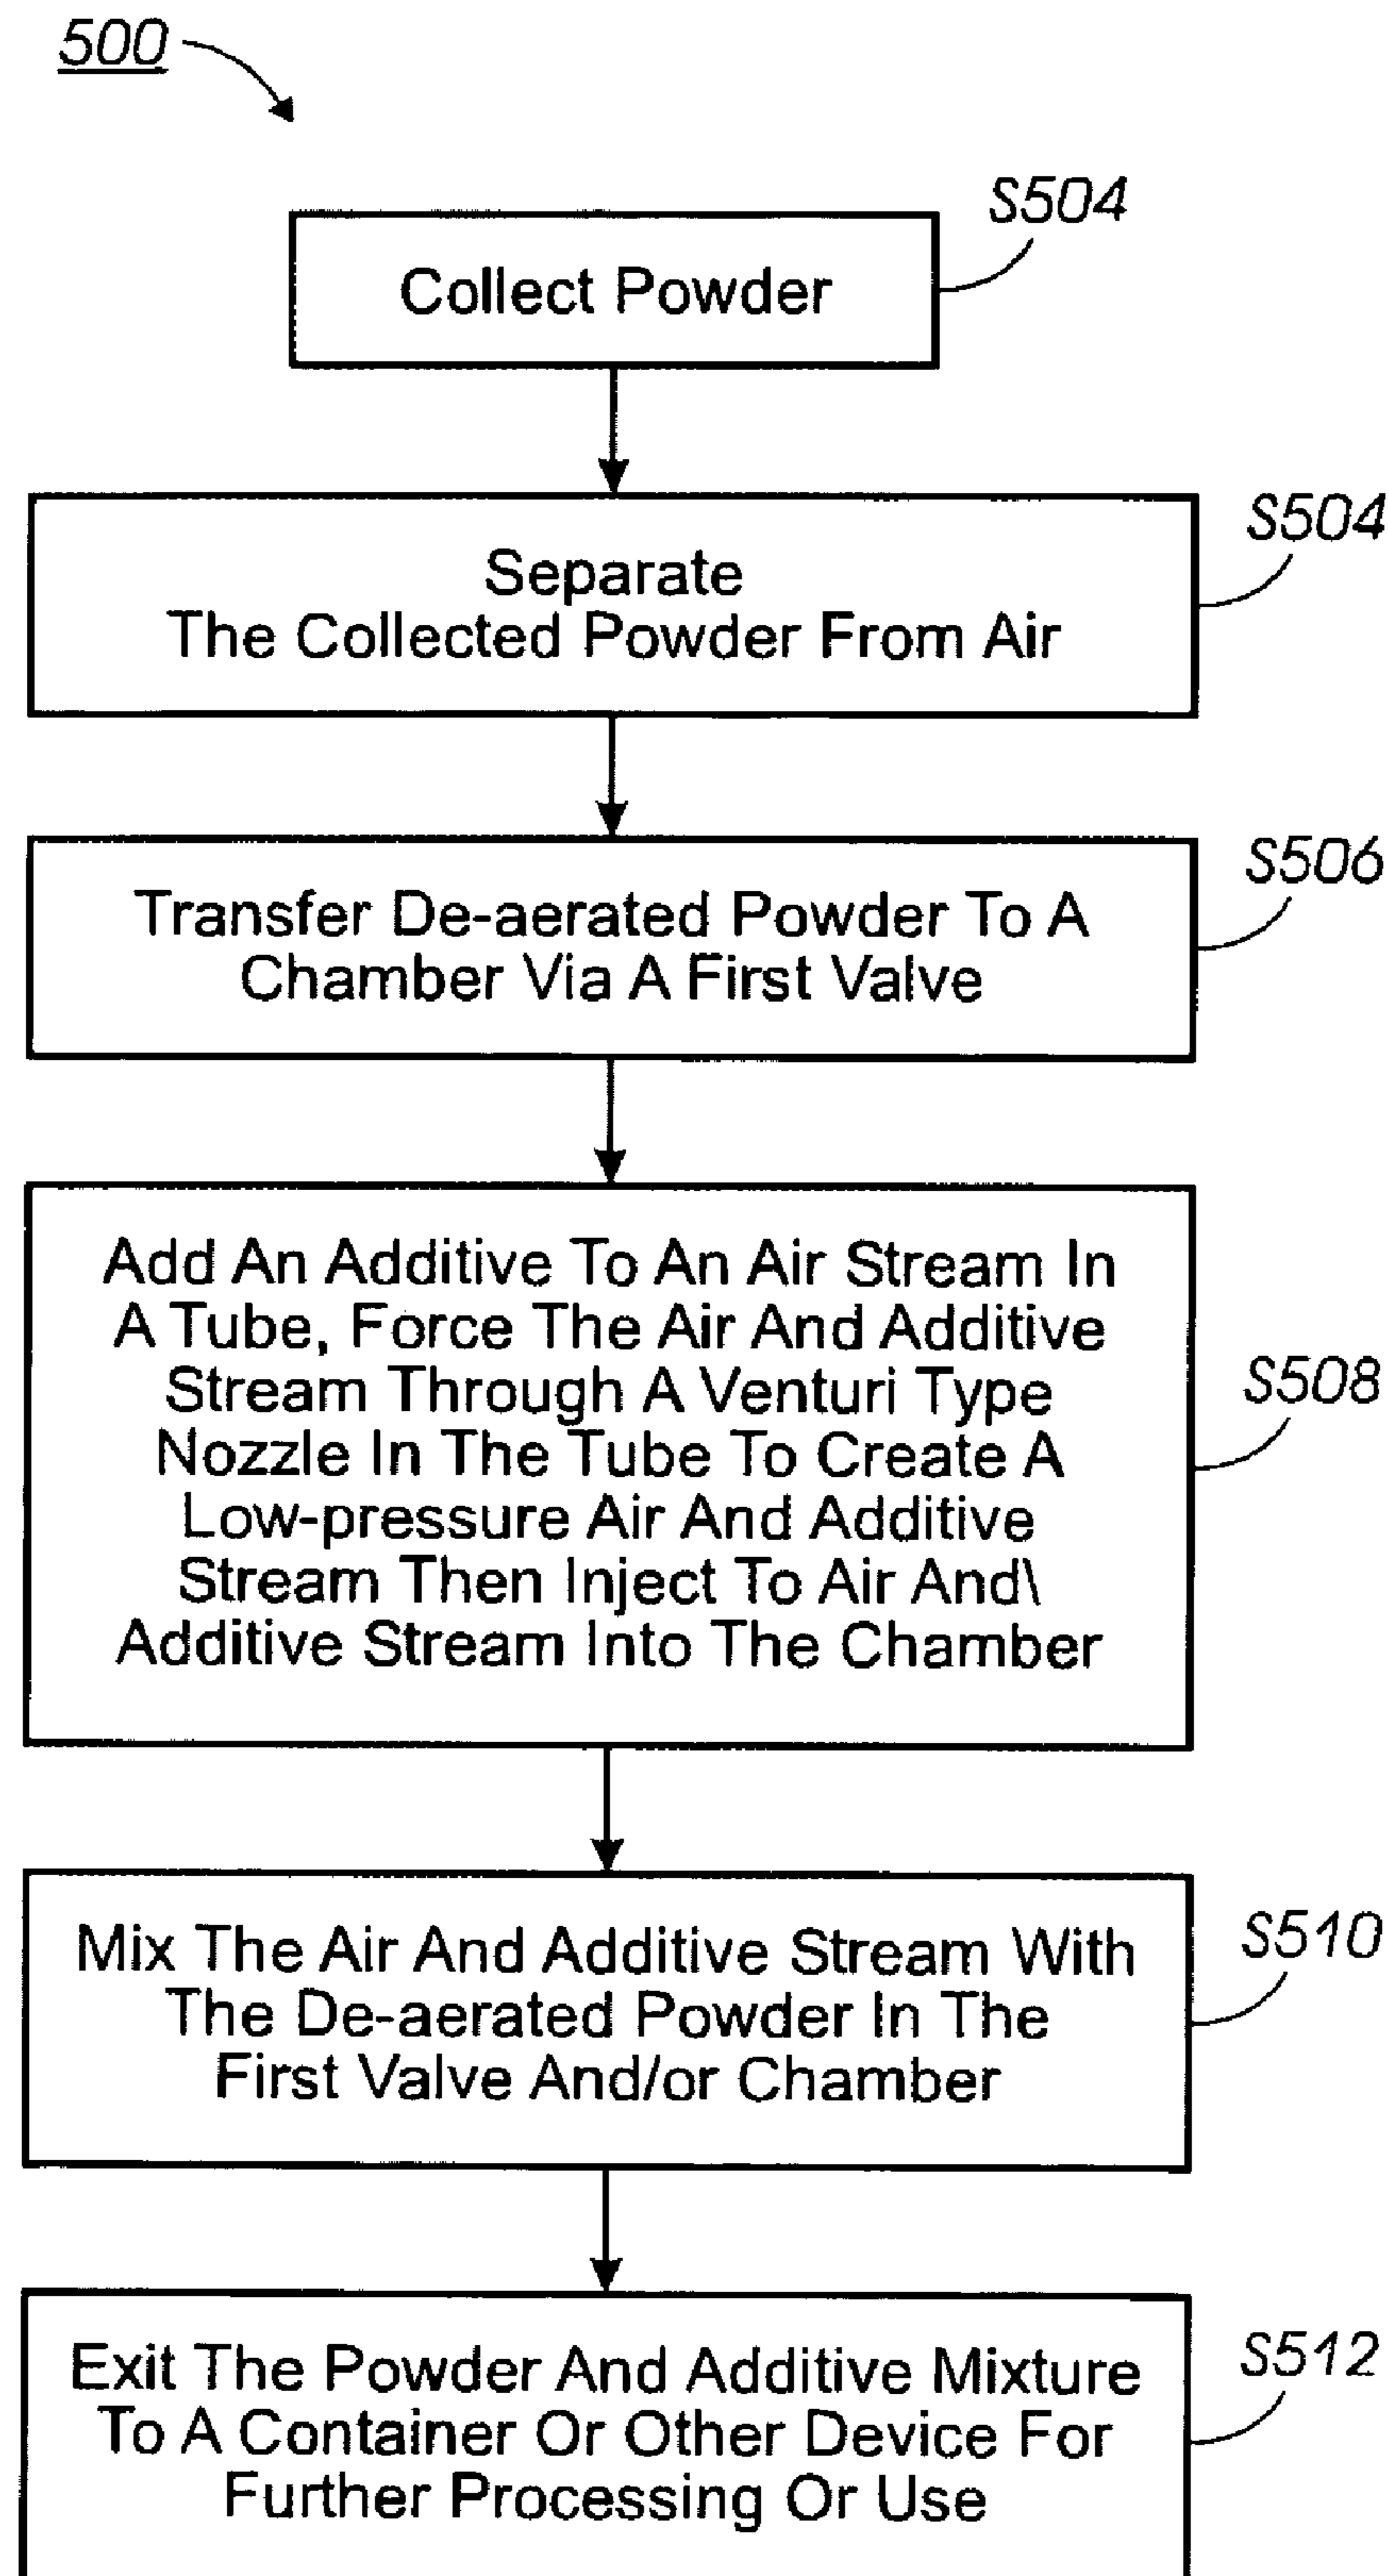 500
S504
Collect Powder
S504
Separate
The Collected Powder From Air
S506
Transfer De-aerated Powder To A
Chamber Via A First Valve
S508
Add An Additive To An Air Stream In
A Tube, Force The Air And Additive
Stream Through A Venturi Type
Nozzle In The Tube To Create A
Low-pressure Air And Additive
Stream Then Inject To Air And\
Additive Stream Into The Chamber
S510
Mix The Air And Additive Stream With
The De-aerated Powder In The
First Valve And/or Chamber
S512
Exit The Powder And Additive Mixture
To A Container Or Other Device For
Further Processing Or Use